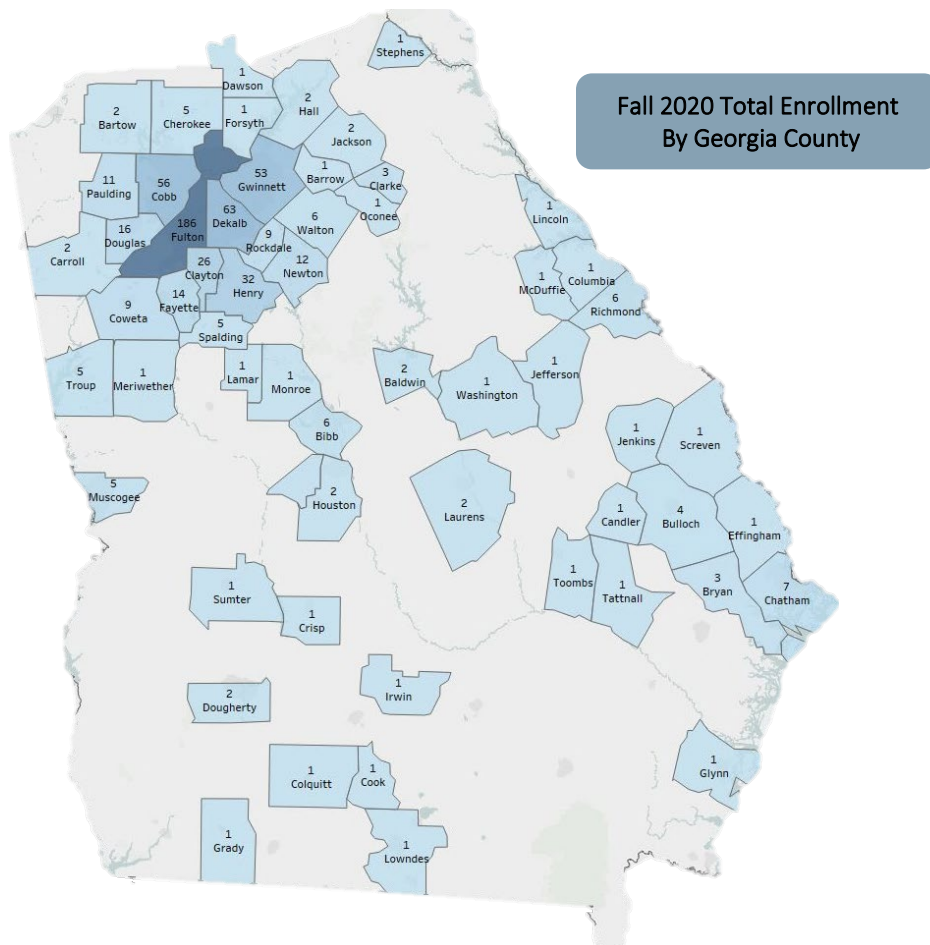 Fall 2020 Total Enrollment
By Georgia County
1
Stephens
1
Dawson
2
Hall
2
Bartow
5
Cherokee
1
Forsyth
2
Jackson
1
Barrow
3
Clarke
1
Oconee
11
Paulding
56
Cobb
53
Gwinnett
63
Dekalb
6
Walton
186
Fulton
16
Douglas
9
Rockdale
2
Carroll
26
Clayton
32
Henry
12
Newton
14
Fayette
9
Coweta
5
Spalding
1
Lincoln
1
McDuffie
1
Columbia
6
Richmond
5
Troup
1
Meriwether
1
Lamar
1
Monroe
2
Baldwin
1
Washington
1
Jefferson
6
Bibb
1
Jenkins
1
Screven
5
Muscogee
2
Houston
2
Laurens
1
Candler
4
Bulloch
1
Effingham
1
Sumter
1
Crisp
1
Toombs
1
Tattnall
3
Bryan
7
Chatham
2
Dougherty
1
Irwin
1
Colquitt
1
Cook
1
Glynn
1
Grady
1
Lowndes